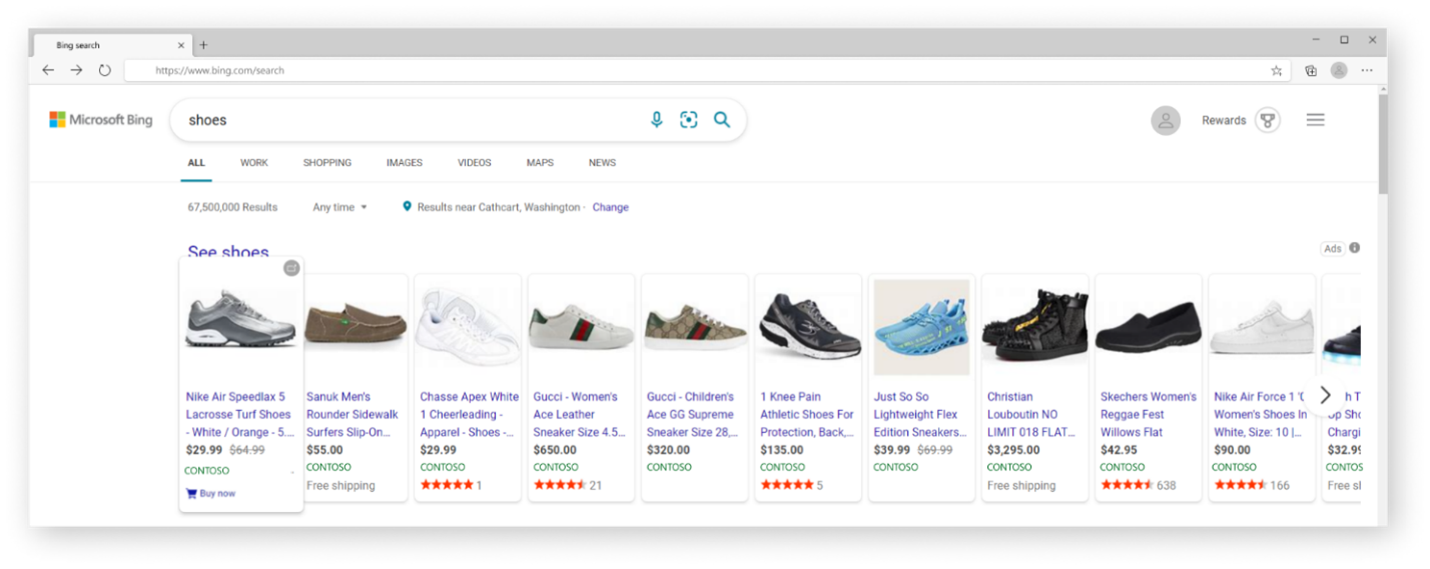 Bing search
https://www.bing.com/search
Microsoft Bing
shoes
Rewards
ALL WORK SHOPPING IMAGES VIDEOS MAPS NEWS
67,500,000 Results Any time Results near Cathcart, Washington · Change
See shoes
Ads
Nike Air Speedlax 5
Lacrosse Turf Shoes
- White / Orange - 5....
$29.99 $64.99
CONTOSO
Buy now
Sanuk Men's
Rounder Sidewalk
Surfers Slip-On...
$55.00
CONTOSO
Free shipping
Chasse Apex White
1 Cheerleading -
Apparel - Shoes -...
$29.99
CONTOSO
1
Gucci - Women's
Ace Leather
Sneaker Size 4.5...
$650.00
CONTOSO
21
Gucci - Children's
Ace GG Supreme
Sneaker Size 28,...
$320.00
CONTOSO
1 Knee Pain
Athletic Shoes For
Protection, Back,...
$135.00
CONTOSO
5
Just So So
Lightweight Flex
Edition Sneakers...
$39.99 $69.99
CONTOSO
Christian
Louboutin NO
LIMIT 018 FLAT...
$3,295.00
CONTOSO
Free shipping
Skechers Women's
Reggae Fest
Willows Flat
$42.95
CONTOSO
638
Nike Air Force 1 '
Women's Shoes In
White, Size: 10 |...
$90.00
CONTOSO
166
h T
Up Sho
Chargi
$32.99
CONTOS
Free sh